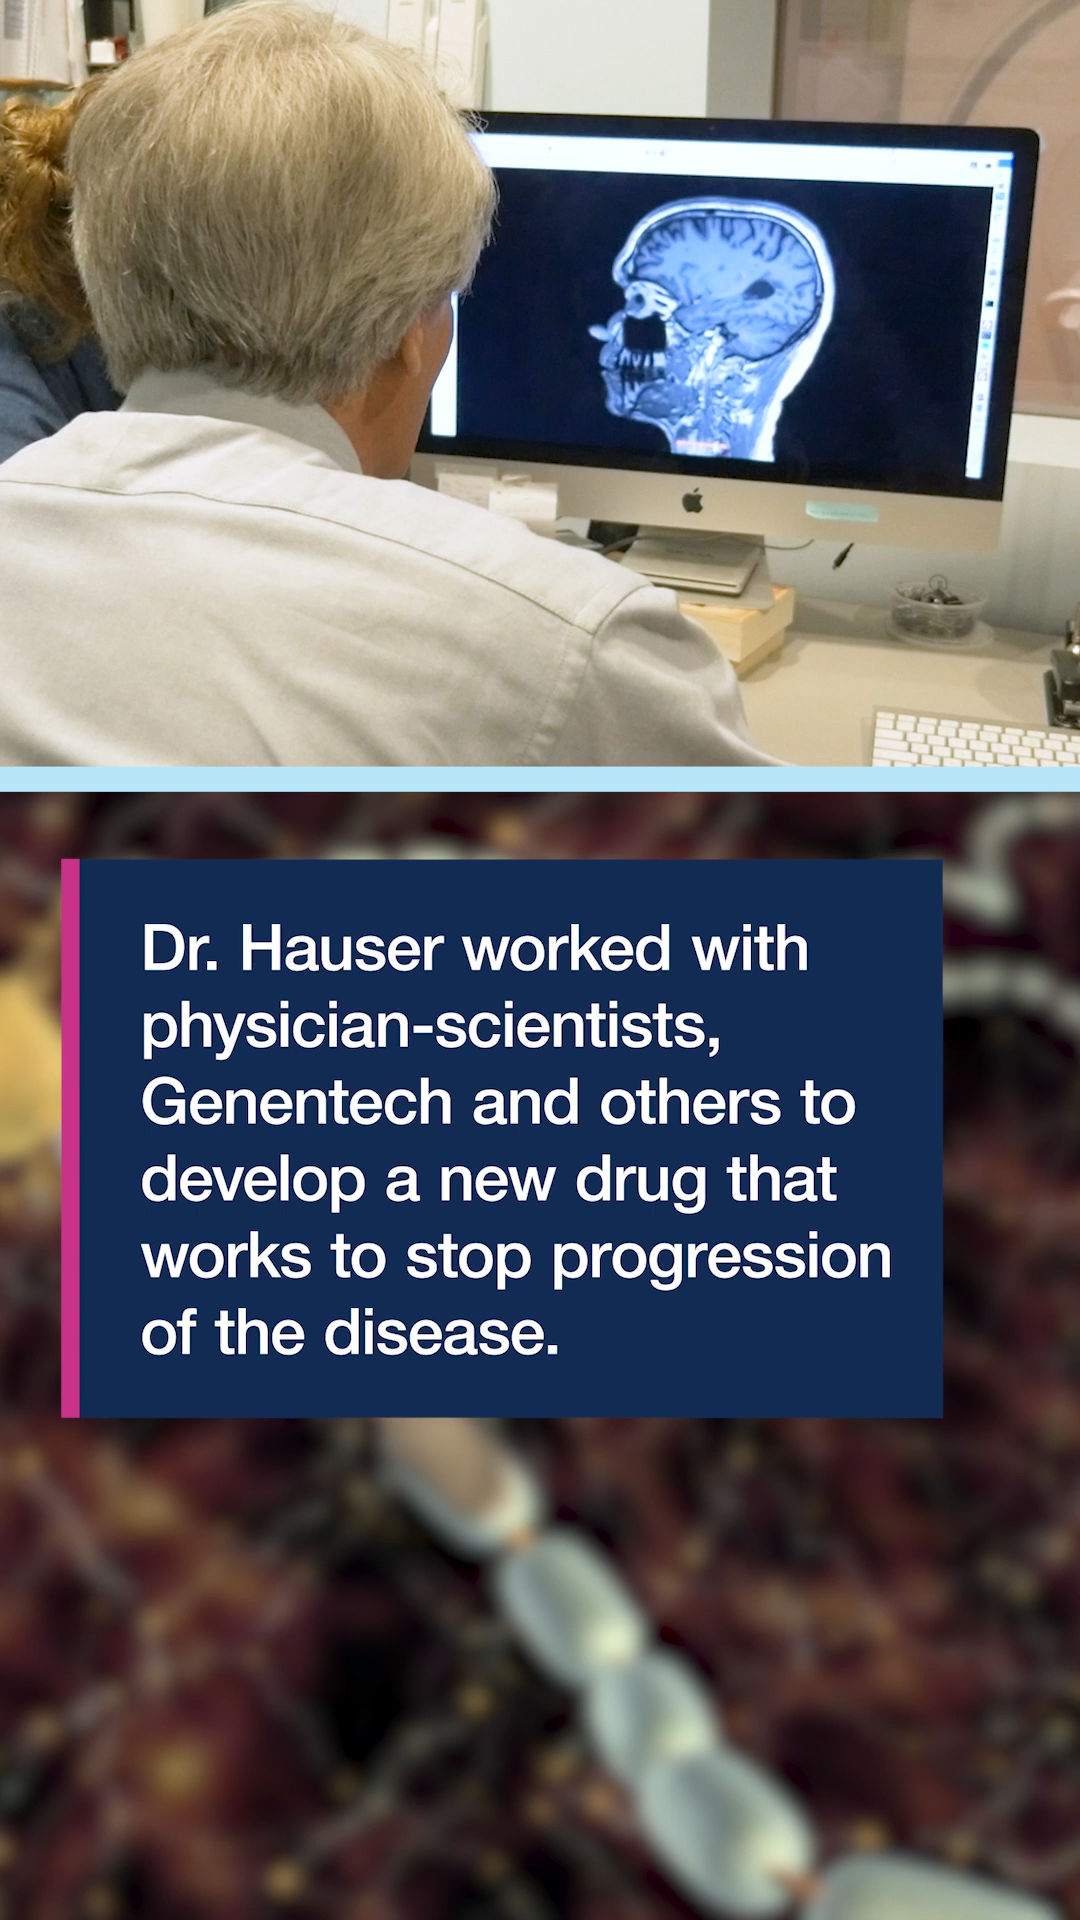 Dr. Hauser worked with
physician-scientists,
Genentech and others to
develop a new drug that
works to stop progression
of the disease.